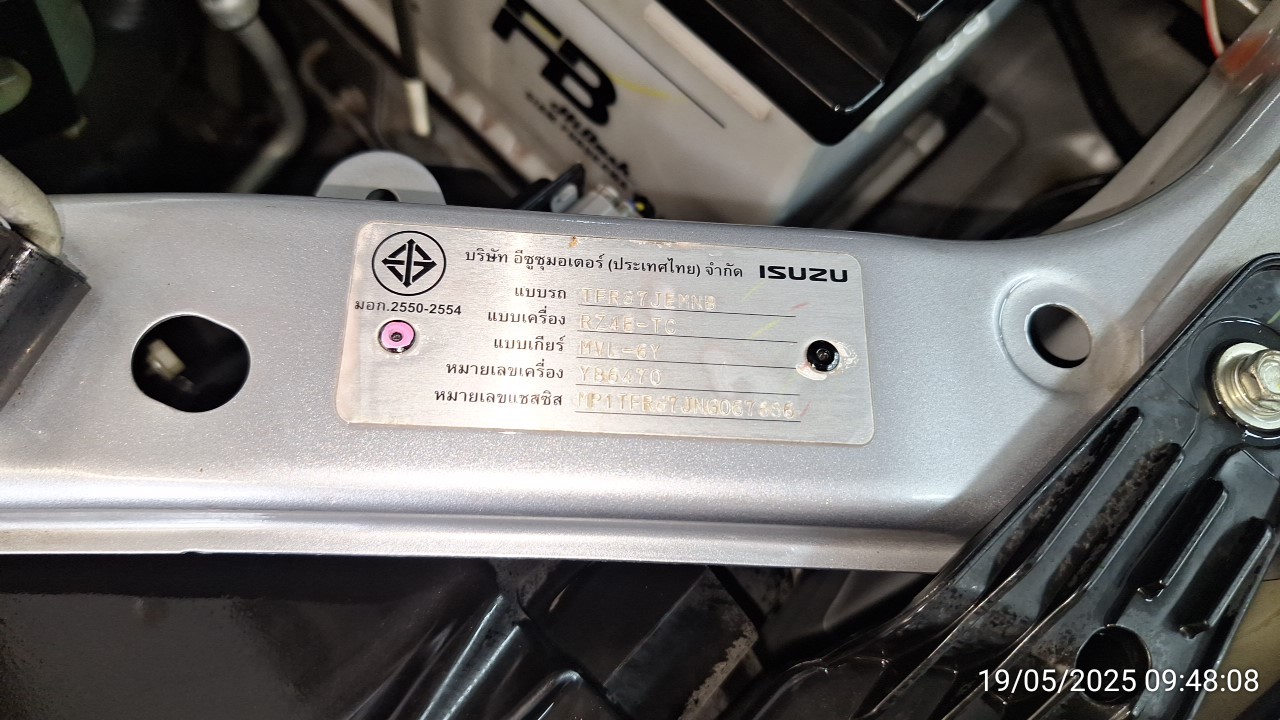 FB
บริษัท อีซูซุมอเตอร์ (ประเทศไทย) จำกัด ISUZU
มอก.2550-2554
แบบรถ
แบบเครื่อง RZ4E-TC
แบบเกียร์ MVL-6Y
หมายเลขเครื่อง
หมายเลขแชสซิส
19/05/2025 09:48:08